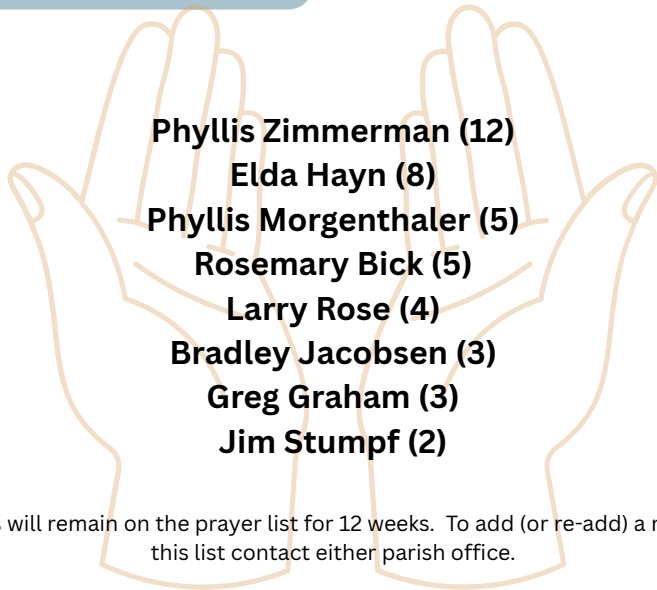 Phyllis Zimmerman (12)
Elda Hayn (8)
Phyllis Morgenthaler (5)
Rosemary Bick (5)
Larry Rose (4)
Bradley Jacobsen (3)
Greg Graham (3)
Jim Stumpf (2)
will remain on the prayer list for 12 weeks. To add (or re-add) a
this list contact either parish office.